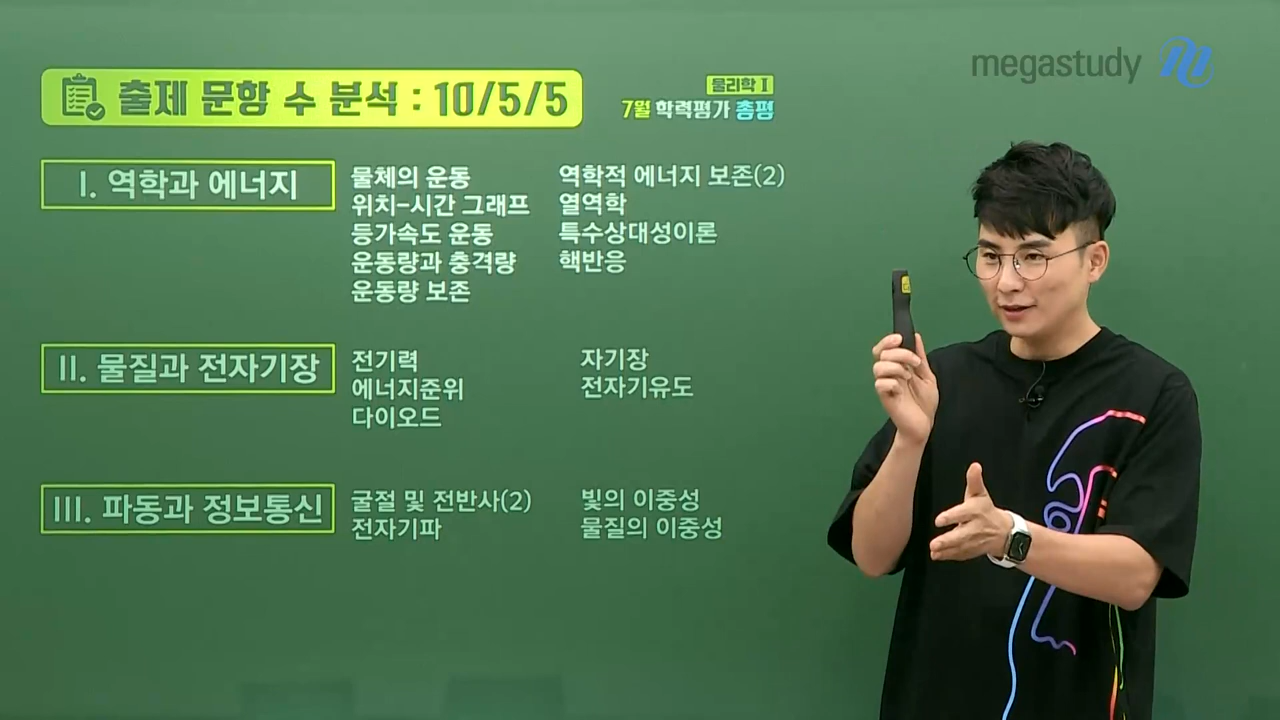 megastudy
출제 문항 수 분석 : 10/5/5
물리학 I
7월 학력평가 총평
I. 역학과 에너지
물체의 운동
위치-시간 그래프
등가속도 운동
운동량과 충격량
운동량 보존
역학적 에너지 보존(2)
열역학
특수상대성이론
핵반응
II. 물질과 전자기장
전기력
에너지준위
다이오드
자기장
전자기유도
III. 파동과 정보통신
굴절 및 전반사(2)
전자기파
빛의 이중성
물질의 이중성